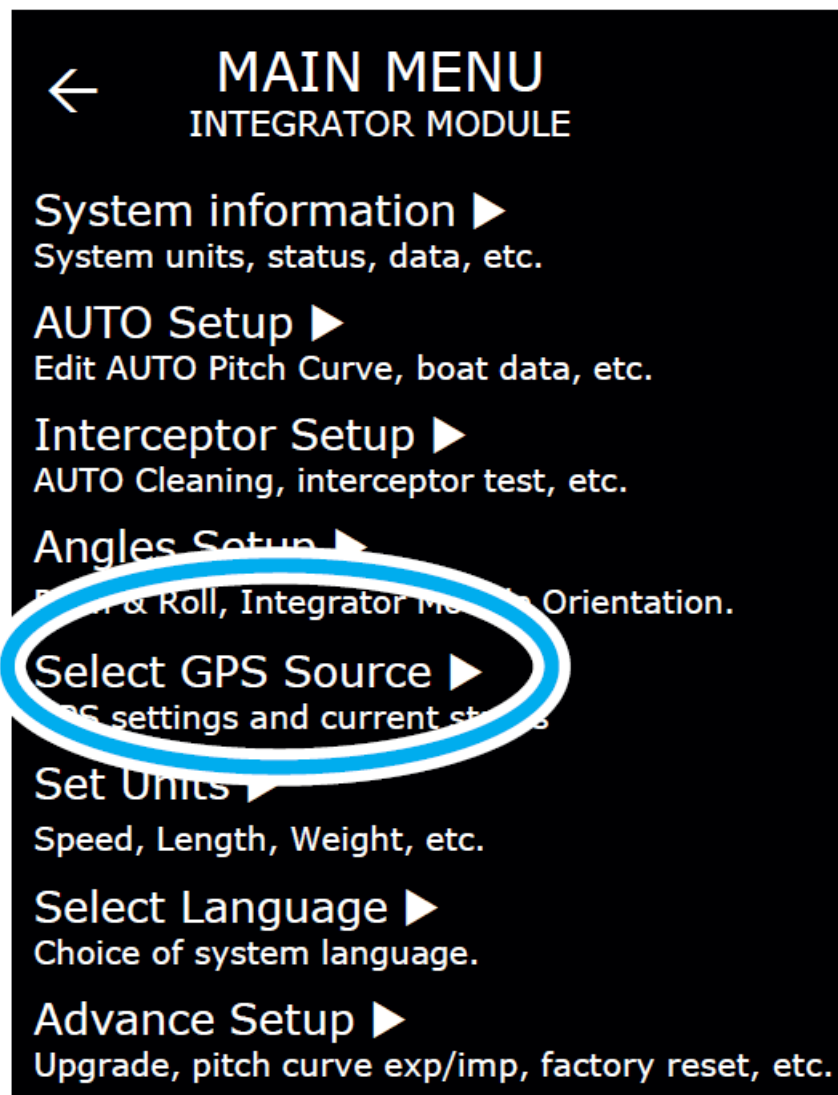 MAIN MENU
INTEGRATOR MODULE
System information
System units, status, data, etc.
AUTO Setup
Edit AUTO Pitch Curve, boat data, etc.
Interceptor Setup
AUTO Cleaning, interceptor test, etc.
Angles Setup
& Roll, Integrator Orientation.
Select GPS Source
settings and current
Set Units
Speed, Length, Weight, etc.
Select Language
Choice of system language.
Advance Setup
Upgrade, pitch curve exp/imp, factory reset, etc.